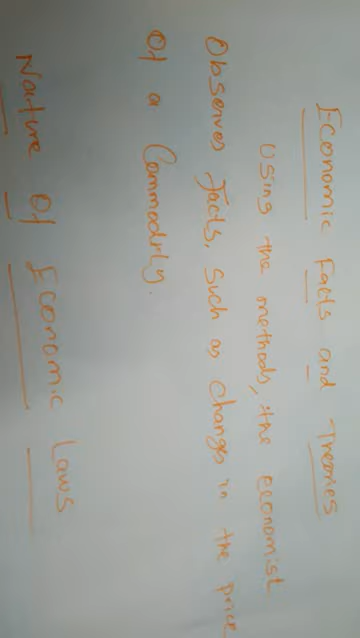 Economic Facts and Theories
Using the methods, the economist
Observes facts, such as changes in the price
Of a Commodity.
Nature Of Economic Laws